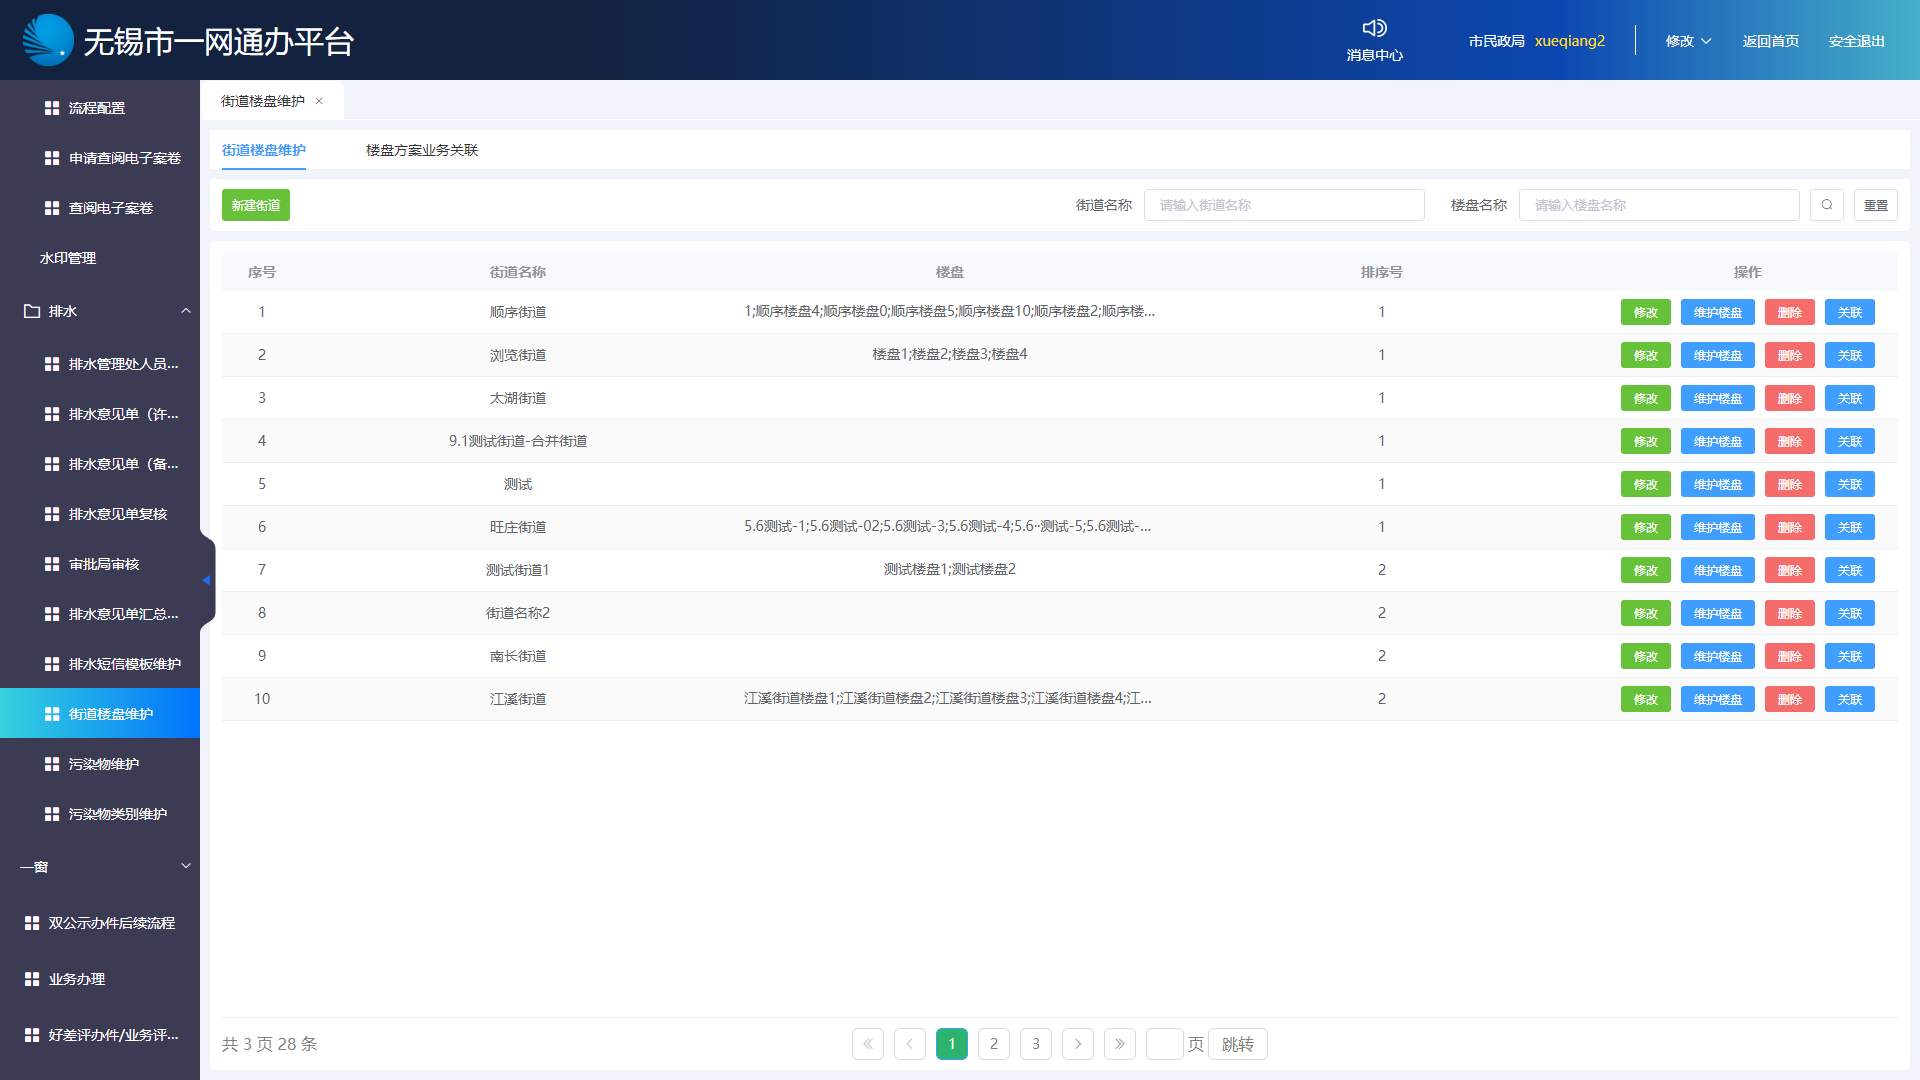 无锡市一网通办平台
消息中心
市民政局 xueqiang2
修改
返回首页
安全退出
流程配置
申请查阅电子案卷
查阅电子案卷
水印管理
排水
排水管理处人员...
排水意见单（许...
排水意见单（备...
排水意见单复核
审批局审核
排水意见单汇总...
排水短信模板维护
街道楼盘维护
污染物维护
污染物类别维护
一窗
双公示办件后续流程
业务办理
好差评办件/业务评...
街道楼盘维护 ×
街道楼盘维护 楼盘方案业务关联
新建街道 街道名称 请输入街道名称 楼盘名称 请输入楼盘名称 重置
序号 街道名称 楼盘 排序号 操作
1 顺序街道 1;顺序楼盘4;顺序楼盘0;顺序楼盘5;顺序楼盘10;顺序楼盘2;顺序楼... 1 修改 维护楼盘 删除 关联
2 浏览街道 楼盘1;楼盘2;楼盘3;楼盘4 1 修改 维护楼盘 删除 关联
3 太湖街道 1 修改 维护楼盘 删除 关联
4 9.1测试街道-合并街道 1 修改 维护楼盘 删除 关联
5 测试 1 修改 维护楼盘 删除 关联
6 旺庄街道 5.6测试-1;5.6测试-02;5.6测试-3;5.6测试-4;5.6··测试-5;5.6测试-... 1 修改 维护楼盘 删除 关联
7 测试街道1 测试楼盘1;测试楼盘2 2 修改 维护楼盘 删除 关联
8 街道名称2 2 修改 维护楼盘 删除 关联
9 南长街道 2 修改 维护楼盘 删除 关联
10 江溪街道 江溪街道楼盘1;江溪街道楼盘2;江溪街道楼盘3;江溪街道楼盘4;江... 2 修改 维护楼盘 删除 关联
共 3 页 28 条 1 2 3 页 跳转